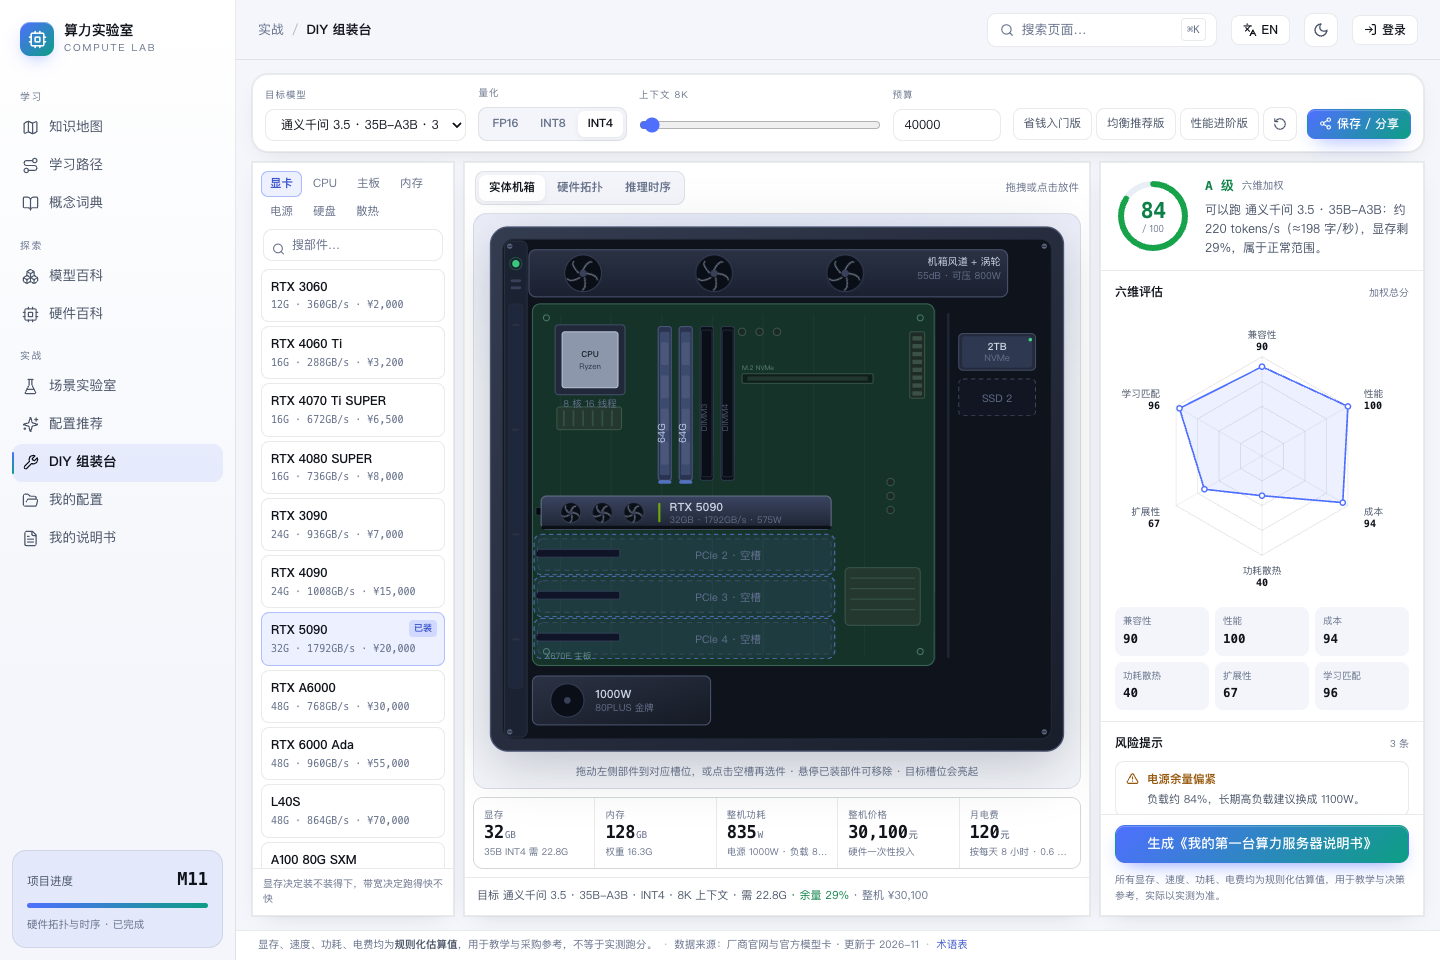 算力实验室
COMPUTE LAB
学习
知识地图
学习路径
概念词典
探索
模型百科
硬件百科
实战
场景实验室
配置推荐
DIY 组装台
我的配置
我的说明书
项目进度
M11
硬件拓扑与时序 · 已完成
实战 / DIY 组装台
搜索页面... ⌘K
EN
登录
目标模型
通义千问 3.5 · 35B-A3B · 3
量化
FP16 INT8 INT4
上下文 8K
预算
40000
省钱入门版
均衡推荐版
性能进阶版
保存 / 分享
显卡 CPU 主板 内存
电源 硬盘 散热
搜部件...
RTX 3060
12G · 360GB/s · ¥2,000
RTX 4060 Ti
16G · 288GB/s · ¥3,200
RTX 4070 Ti SUPER
16G · 672GB/s · ¥6,500
RTX 4080 SUPER
16G · 736GB/s · ¥8,000
RTX 3090
24G · 936GB/s · ¥7,000
RTX 4090
24G · 1008GB/s · ¥15,000
RTX 5090 已装
32G · 1792GB/s · ¥20,000
RTX A6000
48G · 768GB/s · ¥30,000
RTX 6000 Ada
48G · 960GB/s · ¥55,000
L40S
48G · 864GB/s · ¥70,000
A100 80G SXM
显存决定装不装得下，带宽决定跑得快不
快
实体机箱 硬件拓扑 推理时序
拖拽或点击放件
机箱风道 + 涡轮
55dB · 可压 800W
CPU
Ryzen
8 核 16 线程
64G
64G
DIMM3
DIMM4
M.2 NVMe
2TB
NVMe
SSD 2
RTX 5090
32GB · 1792GB/s · 575W
PCIe 2 · 空槽
PCIe 3 · 空槽
PCIe 4 · 空槽
X670E 主板
1000W
80PLUS 金牌
拖动左侧部件到对应槽位，或点击空槽再选件 · 悬停已装部件可移除 · 目标槽位会亮起
显存
32GB
35B INT4 需 22.8G
内存
128GB
权重 16.3G
整机功耗
835W
电源 1000W · 负载 8...
整机价格
30,100元
硬件一次性投入
月电费
120元
按每天 8 小时 · 0.6 ...
目标 通义千问 3.5 · 35B-A3B · INT4 · 8K 上下文 · 需 22.8G · 余量 29% · 整机 ¥30,100
84
/ 100
A 级 六维加权
可以跑 通义千问 3.5 · 35B-A3B：约
220 tokens/s（≈198 字/秒），显存剩
29%，属于正常范围。
六维评估 加权总分
兼容性
90
学习匹配
96
性能
100
扩展性
67
成本
94
功耗散热
40
兼容性
90
性能
100
成本
94
功耗散热
40
扩展性
67
学习匹配
96
风险提示 3 条
电源余量偏紧
负载约 84%，长期高负载建议换成 1100W。
生成《我的第一台算力服务器说明书》
所有显存、速度、功耗、电费均为规则化估算值，用于教学与决策
参考，实际以实测为准。
显存、速度、功耗、电费均为规则化估算值，用于教学与采购参考，不等于实测跑分。 · 数据来源：厂商官网与官方模型卡 · 更新于 2026-11 · 术语表